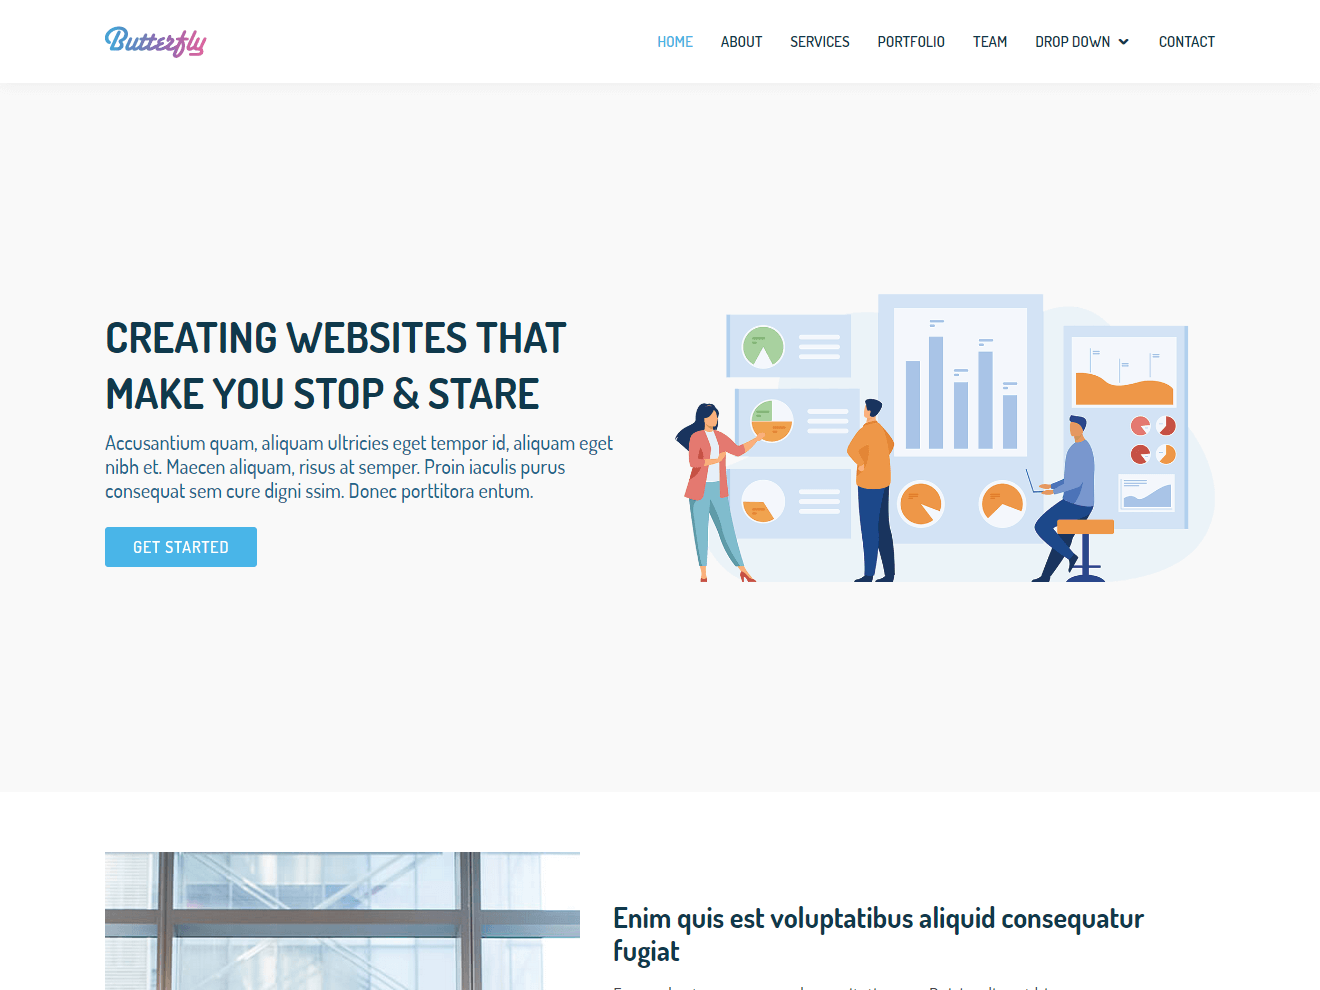 Butterfly
HOME ABOUT SERVICES PORTFOLIO TEAM DROP DOWN CONTACT
CREATING WEBSITES THAT
MAKE YOU STOP & STARE
Accusantium quam, aliquam ultricies eget tempor id, aliquam eget
nibh et. Maecen aliquam, risus at semper. Proin iaculis purus
consequat sem cure digni ssim. Donec porttitora entum.
GET STARTED
Enim quis est voluptatibus aliquid consequatur
fugiat